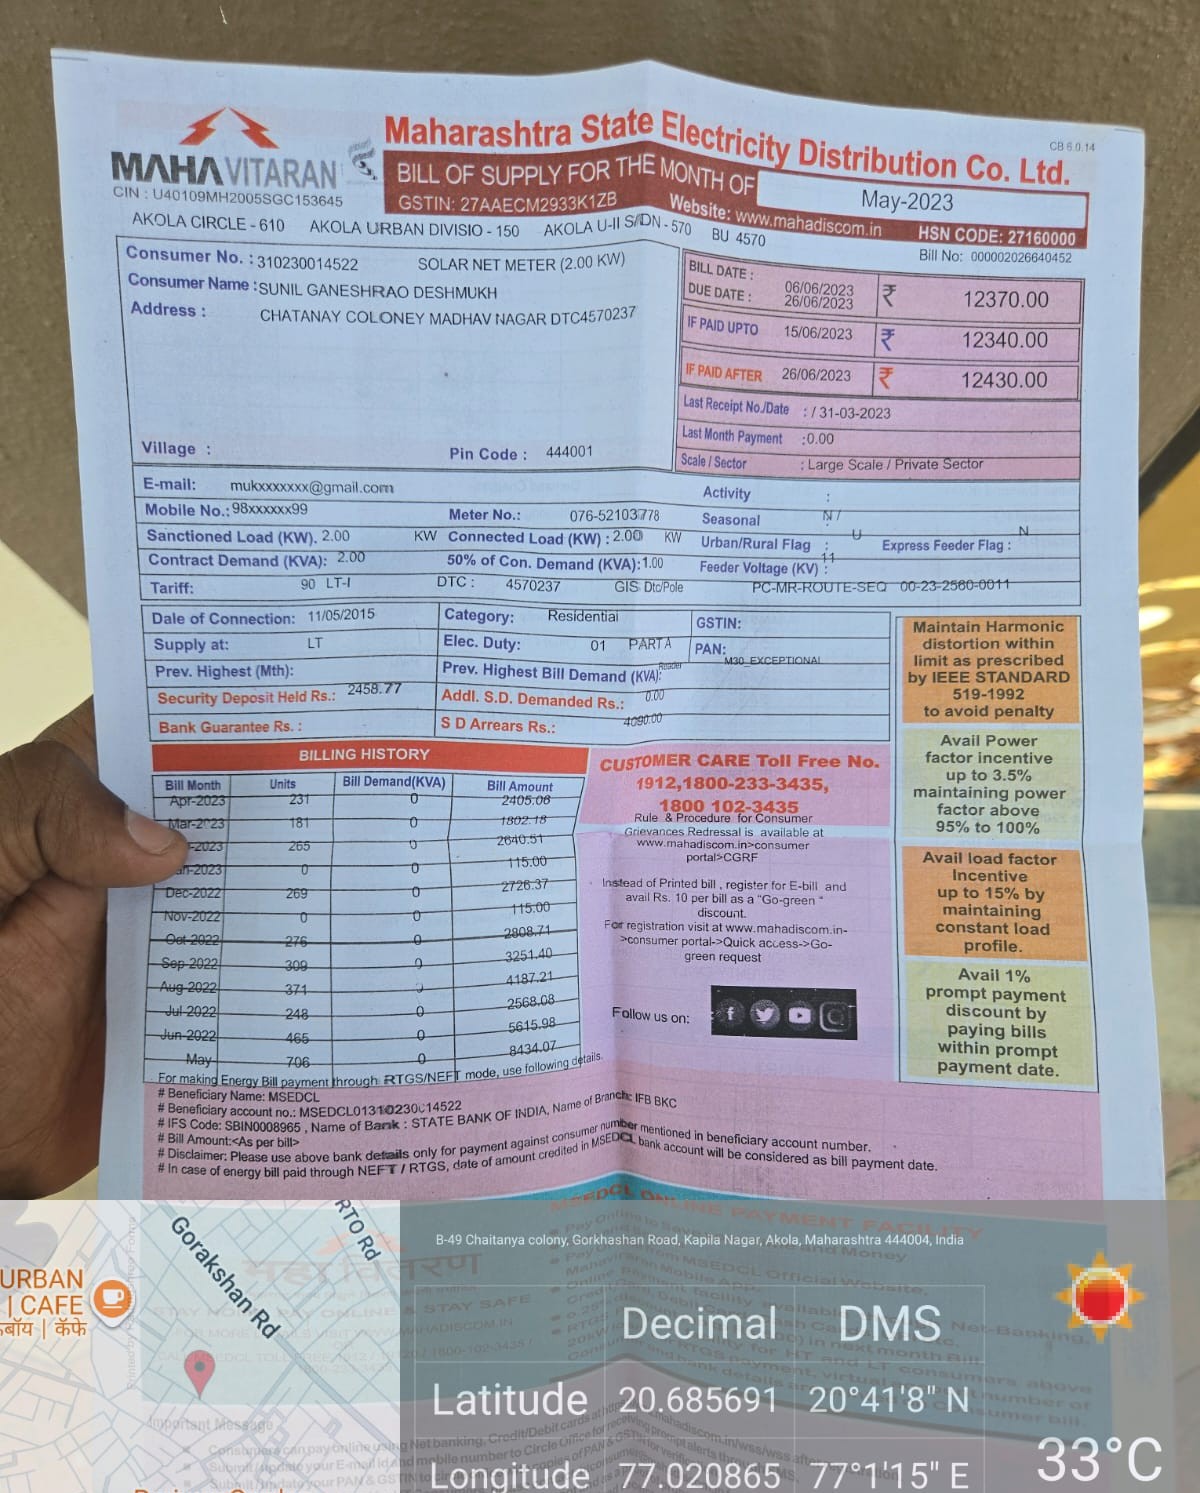 CB 6.0.14
MAHAVITARAN
Maharashtra State Electricity Distribution Co. Ltd.
CIN : U40109MH2005SGC153645
BILL OF SUPPLY FOR THE MONTH OF May-2023
GSTIN: 27AAECM2933K1ZB Website: www.mahadiscom.in HSN CODE: 27160000
AKOLA CIRCLE - 610 AKOLA URBAN DIVISIO - 150 AKOLA U-II S/DN - 570 BU 4570
Bill No: 000002026640452
Consumer No. : 310230014522 SOLAR NET METER (2.00 KW)
Consumer Name : SUNIL GANESHRAO DESHMUKH
Address : CHATANAY COLONEY MADHAV NAGAR DTC4570237
Village : Pin Code : 444001
BILL DATE : 06/06/2023
DUE DATE : 26/06/2023 ₹ 12370.00
IF PAID UPTO 15/06/2023 ₹ 12340.00
IF PAID AFTER 26/06/2023 ₹ 12430.00
Last Receipt No./Date : / 31-03-2023
Last Month Payment :0.00
Scale / Sector : Large Scale / Private Sector
E-mail: mukxxxxxxx@gmail.com Activity :
Mobile No.: 98xxxxxx99 Meter No.: 076-52103778 Seasonal N /
Sanctioned Load (KW). 2.00 KW Connected Load (KW) : 2.00 KW Urban/Rural Flag : U Express Feeder Flag : N
Contract Demand (KVA): 2.00 50% of Con. Demand (KVA): 1.00 Feeder Voltage (KV) : 11
Tariff: 90 LT-I DTC : 4570237 GIS Dtc/Pole PC-MR-ROUTE-SEQ 00-23-2560-0011
Date of Connection: 11/05/2015 Category: Residential GSTIN:
Supply at: LT Elec. Duty: 01 PART A PAN:
Prev. Highest (Mth): Prev. Highest Bill Demand (KVA): Reader M30_EXCEPTIONAL
Security Deposit Held Rs.: 2458.77 Addl. S.D. Demanded Rs.: 0.00
Bank Guarantee Rs. : S D Arrears Rs.: 4090.00
Maintain Harmonic
distortion within
limit as prescribed
by IEEE STANDARD
519-1992
to avoid penalty
Avail Power
factor incentive
up to 3.5%
maintaining power
factor above
95% to 100%
Avail load factor
Incentive
up to 15% by
maintaining
constant load
profile.
Avail 1%
prompt payment
discount by
paying bills
within prompt
payment date.
BILLING HISTORY
Bill Month Units Bill Demand(KVA) Bill Amount
Apr-2023 231 0 2405.06
Mar-2023 181 0 1802.18
-2023 265 0 2640.51
-2023 0 0 115.00
Dec-2022 269 0 2726.37
Nov-2022 0 0 115.00
Oct-2022 276 0 2808.71
Sep-2022 309 0 3251.40
Aug-2022 371 0 4187.21
Jul-2022 248 0 2568.08
Jun-2022 465 0 5615.98
May- 706 0 8434.07
CUSTOMER CARE Toll Free No.
1912,1800-233-3435,
1800 102-3435
Rule & Procedure for Consumer
Grievances Redressal is available at
www.mahadiscom.in>consumer
portal>CGRF
Instead of Printed bill , register for E-bill and
avail Rs. 10 per bill as a "Go-green "
discount.
For registration visit at www.mahadiscom.in-
>consumer portal->Quick access->Go-
green request
Follow us on:
For making Energy Bill payment through RTGS/NEFT mode, use following details.
# Beneficiary Name: MSEDCL
# Beneficiary account no.: MSEDCL01310230014522
# IFS Code: SBIN0008965 , Name of Bank : STATE BANK OF INDIA, Name of Branch: IFB BKC
# Bill Amount:<As per bill>
# Disclaimer: Please use above bank details only for payment against consumer number mentioned in beneficiary account number.
# In case of energy bill paid through NEFT / RTGS, date of amount credited in MSEDCL bank account will be considered as bill payment date.
MSEDCL ONLINE PAYMENT FACILITY
B-49 Chaitanya colony, Gorkhashan Road, Kapila Nagar, Akola, Maharashtra 444004, India
Gorakshan Rd
RTO Rd
URBAN
| CAFE
कॅफे
Decimal DMS
Latitude 20.685691 20°41'8" N
Longitude 77.020865 77°1'15" E
33°C
Important Message